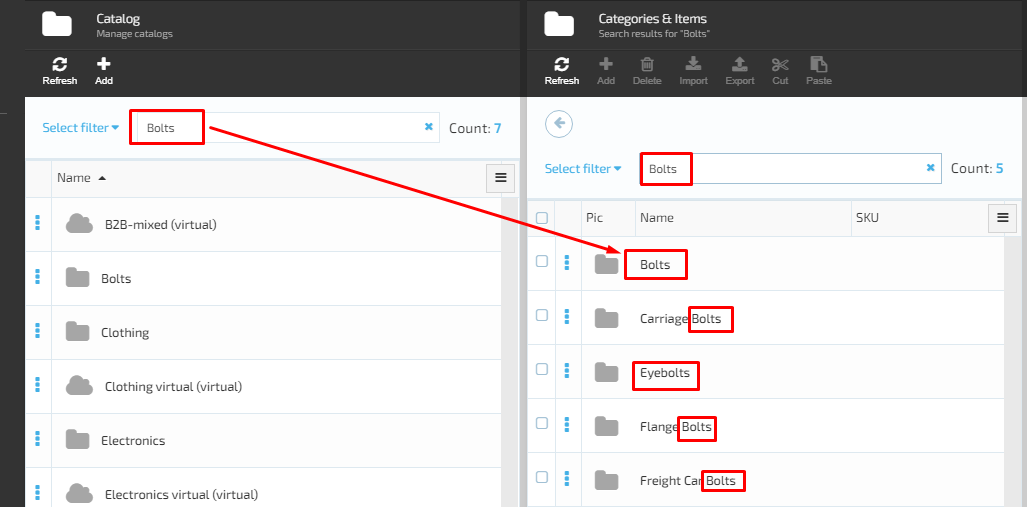 Catalog
Manage catalogs
Refresh Add
Select filter Bolts Count: 7
Name
B2B-mixed (virtual)
Bolts
Clothing
Clothing virtual (virtual)
Electronics
Electronics virtual (virtual)
Categories & Items
Search results for "Bolts"
Refresh Add Delete Import Export Cut Paste
Select filter Bolts Count: 5
Pic Name SKU
Bolts
Carriage Bolts
Eyebolts
Flange Bolts
Freight Car Bolts